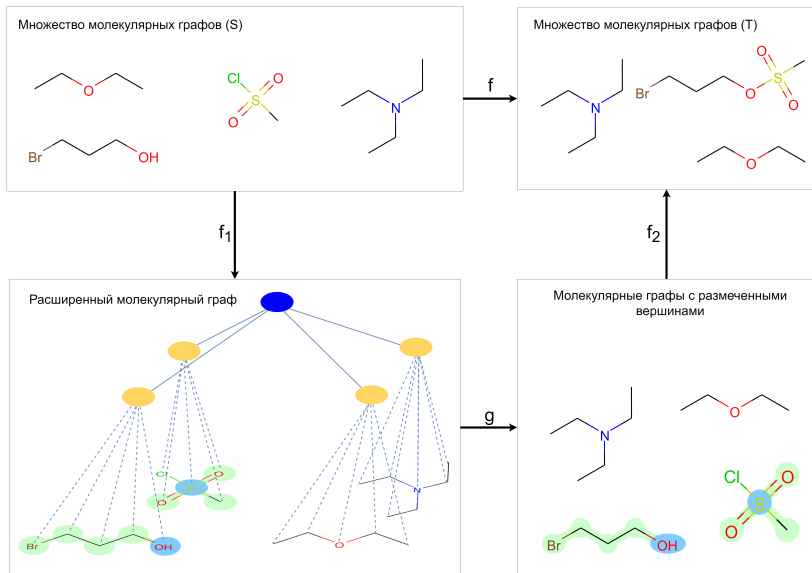 Множество молекулярных графов (S)
Cl
O
S
O
O
N
Br
OH
f
Множество молекулярных графов (T)
O
Br
S
N
O
O
O
f1
f2
Расширенный молекулярный граф
Cl
O
S
O
N
Br
OH
O
g
Молекулярные графы с размеченными
вершинами
O
N
Cl
O
S
O
Br
OH